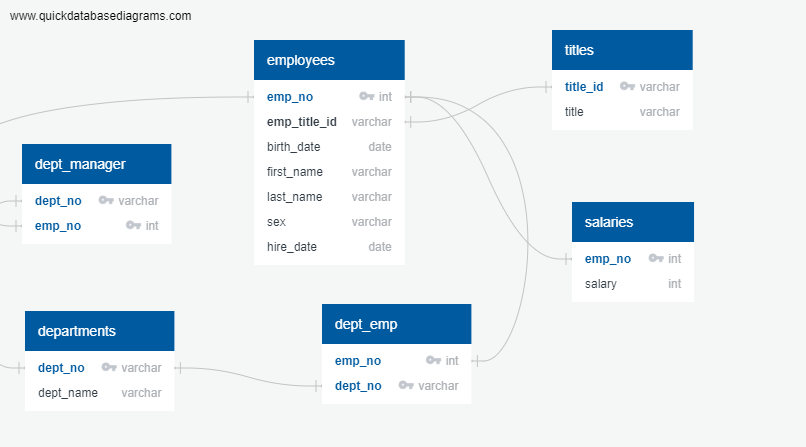 www.quickdatabasediagrams.com
employees
emp_no int
emp_title_id varchar
birth_date date
first_name varchar
last_name varchar
sex varchar
hire_date date
titles
title_id varchar
title varchar
dept_manager
dept_no varchar
emp_no int
salaries
emp_no int
salary int
departments
dept_no varchar
dept_name varchar
dept_emp
emp_no int
dept_no varchar